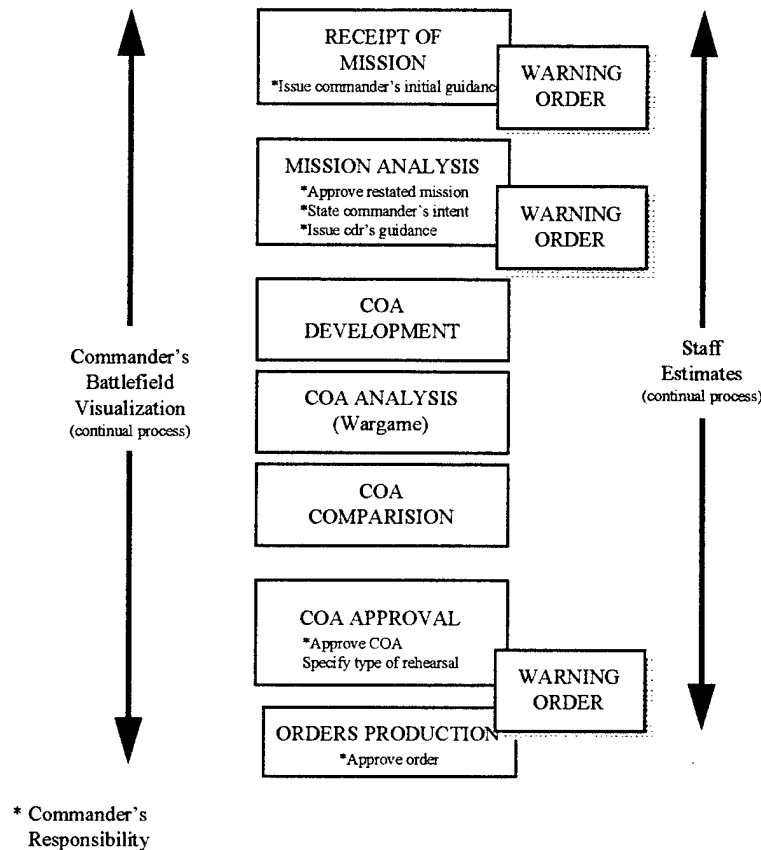 RECEIPT OF
MISSION
*Issue commander's initial guidance
WARNING
ORDER
MISSION ANALYSIS
*Approve restated mission
*State commander`s intent
*Issue cdr's guidance
WARNING
ORDER
COA
DEVELOPMENT
Commander's
Battlefield
Visualization
(continual process)
Staff
Estimates
(continual process)
COA ANALYSIS
(Wargame)
COA
COMPARISION
COA APPROVAL
*Approve COA
Specify type of rehearsal
WARNING
ORDER
ORDERS PRODUCTION
*Approve order
* Commander's
Responsibility